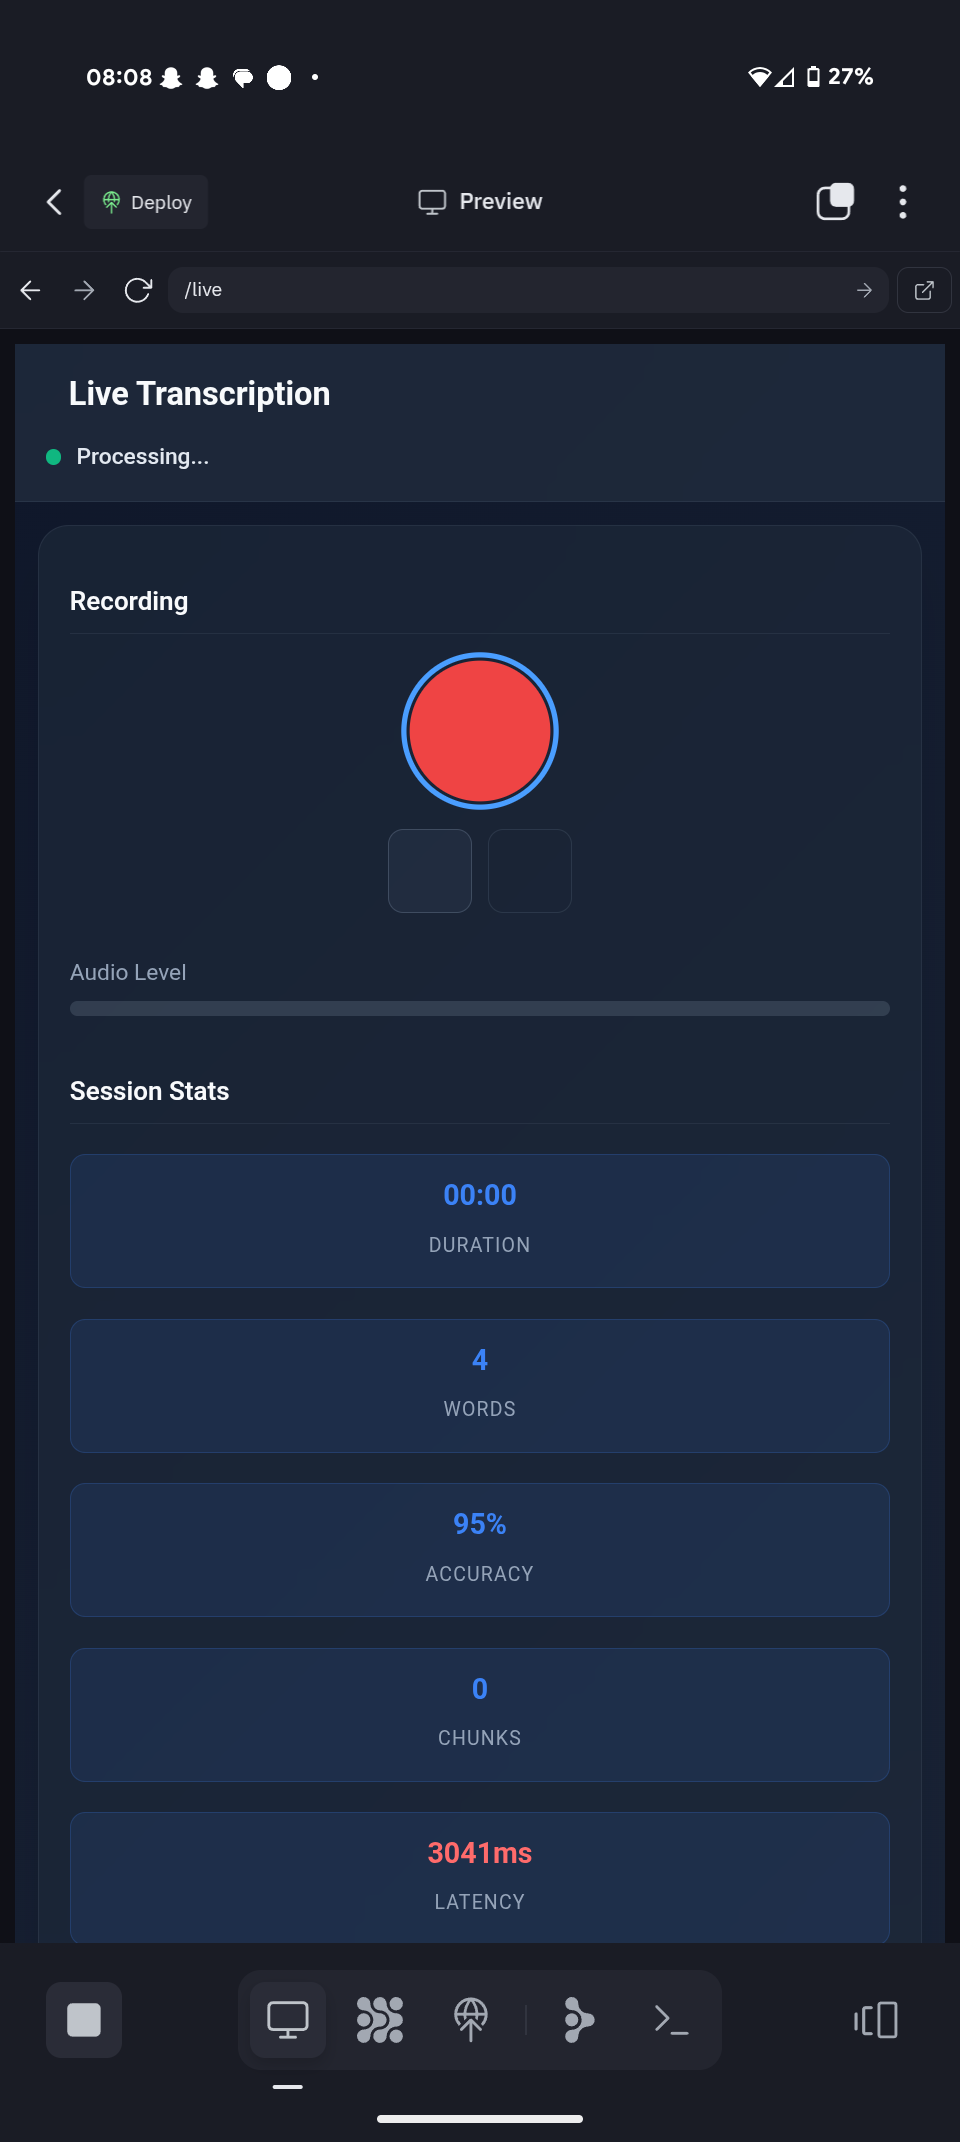 08:08
27%
Deploy
Preview
/live
Live Transcription
Processing...
Recording
Audio Level
Session Stats
00:00
DURATION
4
WORDS
95%
ACCURACY
0
CHUNKS
3041ms
LATENCY